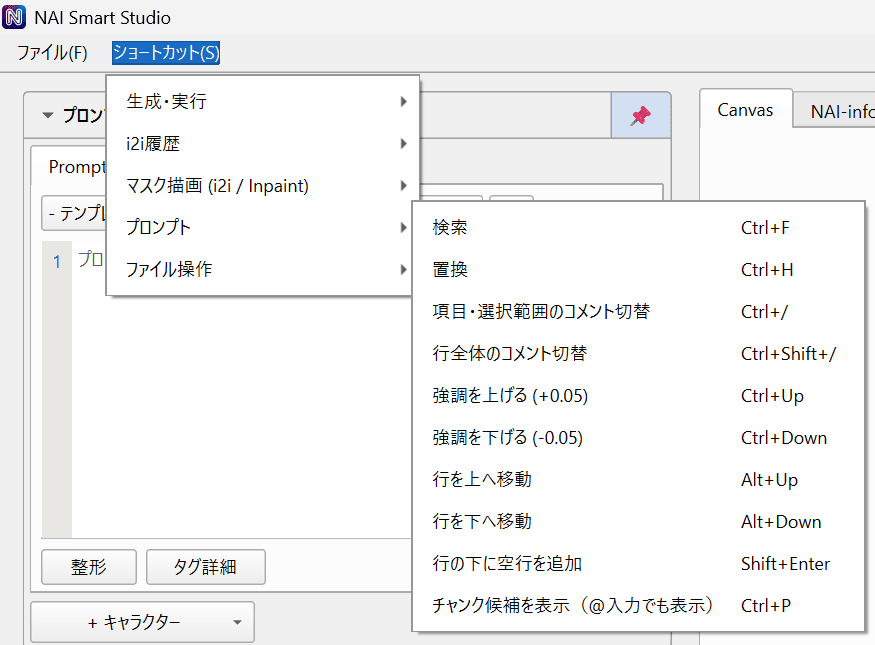 NAI Smart Studio
ファイル(F) ショートカット(S)
生成・実行
i2i履歴
マスク描画 (i2i / Inpaint)
プロンプト
ファイル操作
検索 Ctrl+F
置換 Ctrl+H
項目・選択範囲のコメント切替 Ctrl+/
行全体のコメント切替 Ctrl+Shift+/
強調を上げる (+0.05) Ctrl+Up
強調を下げる (-0.05) Ctrl+Down
行を上へ移動 Alt+Up
行を下へ移動 Alt+Down
行の下に空行を追加 Shift+Enter
チャンク候補を表示（@入力でも表示） Ctrl+P
プロン
Prompt
- テンプレ
1 プロ
整形 タグ詳細
+ キャラクター
Canvas NAI-info